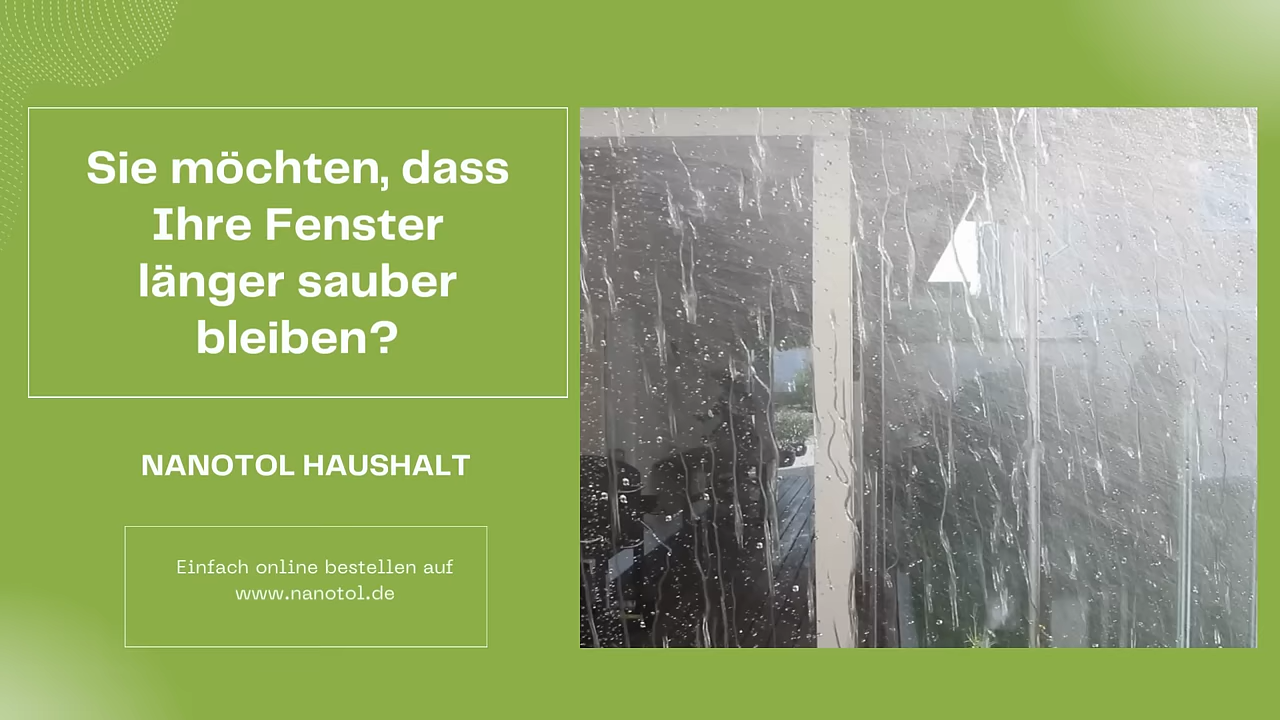 Sie möchten, dass
Ihre Fenster
länger sauber
bleiben?
NANOTOL HAUSHALT
Einfach online bestellen auf
www.nanotol.de